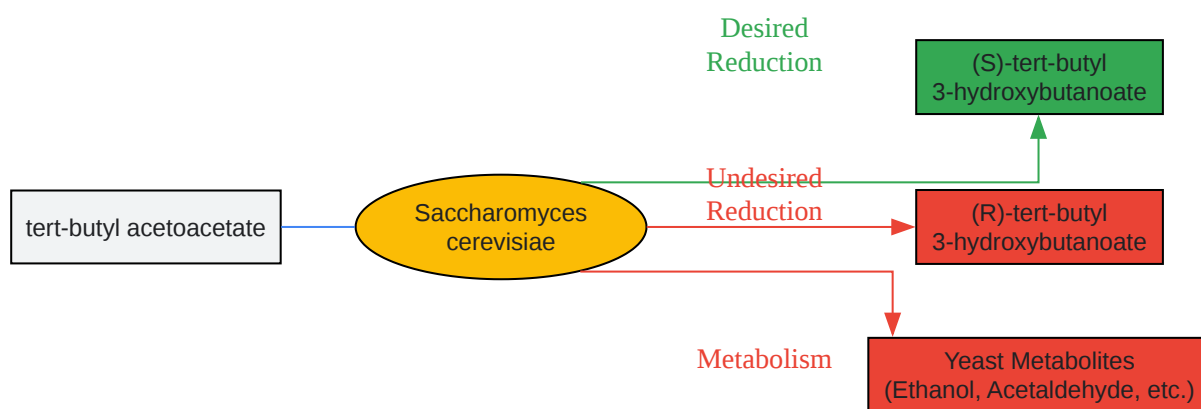 Desired
Reduction
(S)-tert-butyl
3-hydroxybutanoate
tert-butyl acetoacetate
Saccharomyces
cerevisiae
Undesired
Reduction
(R)-tert-butyl
3-hydroxybutanoate
Metabolism
Yeast Metabolites
(Ethanol, Acetaldehyde, etc.)